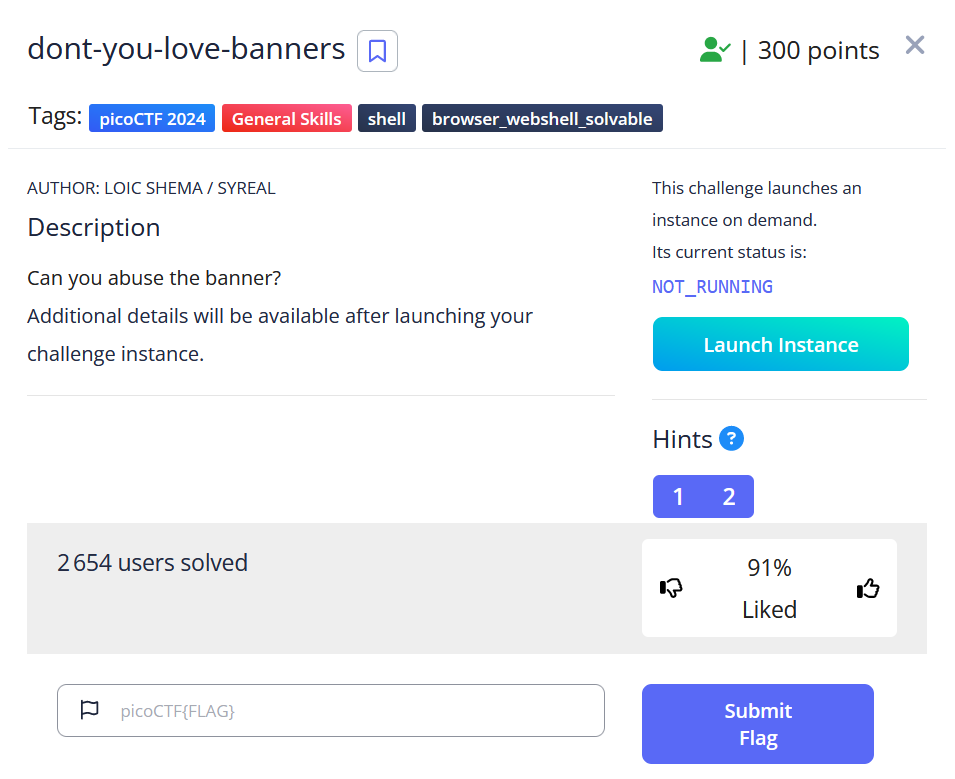 dont-you-love-banners
| 300 points
Tags: picoCTF 2024 General Skills shell browser_webshell_solvable
AUTHOR: LOIC SHEMA / SYREAL
Description
Can you abuse the banner?
Additional details will be available after launching your
challenge instance.
This challenge launches an
instance on demand.
Its current status is:
NOT_RUNNING
Launch Instance
Hints ?
1 2
2 654 users solved
91%
Liked
picoCTF{FLAG}
Submit
Flag